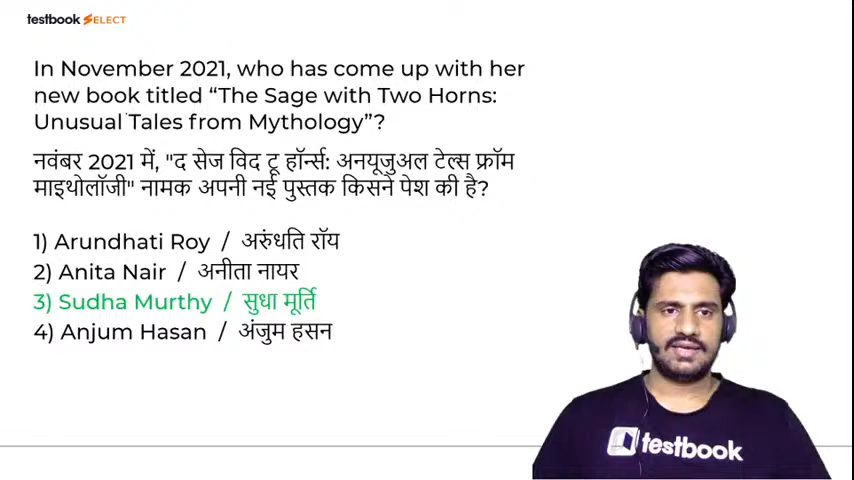 testbook SELECT
In November 2021, who has come up with her
new book titled “The Sage with Two Horns:
Unusual Tales from Mythology”?
नवंबर 2021 में, "द सेज विद टू हॉर्न्स: अनयूजुअल टेल्स फ्रॉम
माइथोलॉजी" नामक अपनी नई पुस्तक किसने पेश की है?
1) Arundhati Roy / अरुंधति रॉय
2) Anita Nair / अनीता नायर
3) Sudha Murthy / सुधा मूर्ति
4) Anjum Hasan / अंजुम हसन
testbook